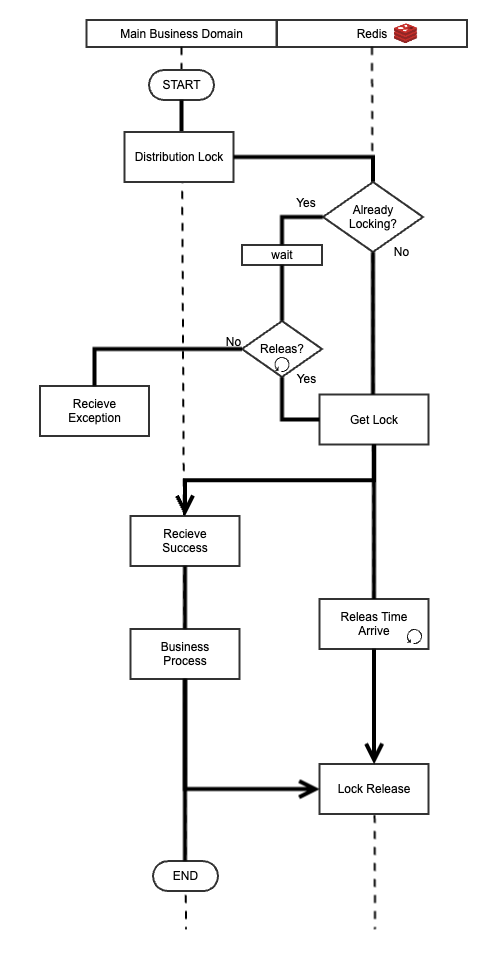 Main Business Domain
Redis
START
Distribution Lock
Already
Locking?
Yes
No
wait
Releas?
No
Yes
Recieve
Exception
Get Lock
Recieve
Success
Releas Time
Arrive
Business
Process
Lock Release
END